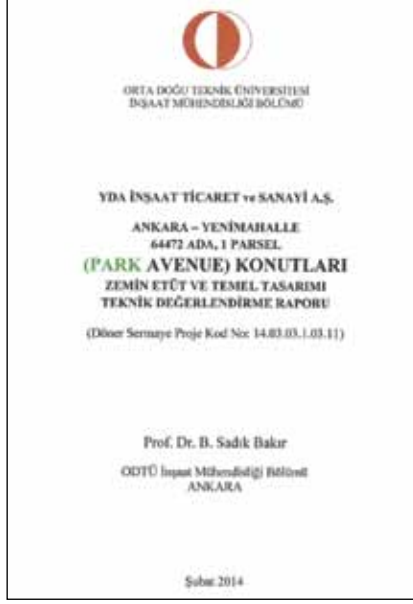 ORTA DOĞU TEKNİK ÜNİVERSİTESİ
İNŞAAT MÜHENDİSLİĞİ BÖLÜMÜ
YDA İNŞAAT TİCARET ve SANAYİ A.Ş.
ANKARA – YENİMAHALLE
64472 ADA, 1 PARSEL
(PARK AVENUE) KONUTLARI
ZEMİN ETÜT VE TEMEL TASARIMI
TEKNİK DEĞERLENDİRME RAPORU
(Döner Sermaye Proje Kod No: 14.03.03.1.03.11)
Prof. Dr. B. Sadık Bakır
ODTÜ İnşaat Mühendisliği Bölümü
ANKARA
Şubat 2014